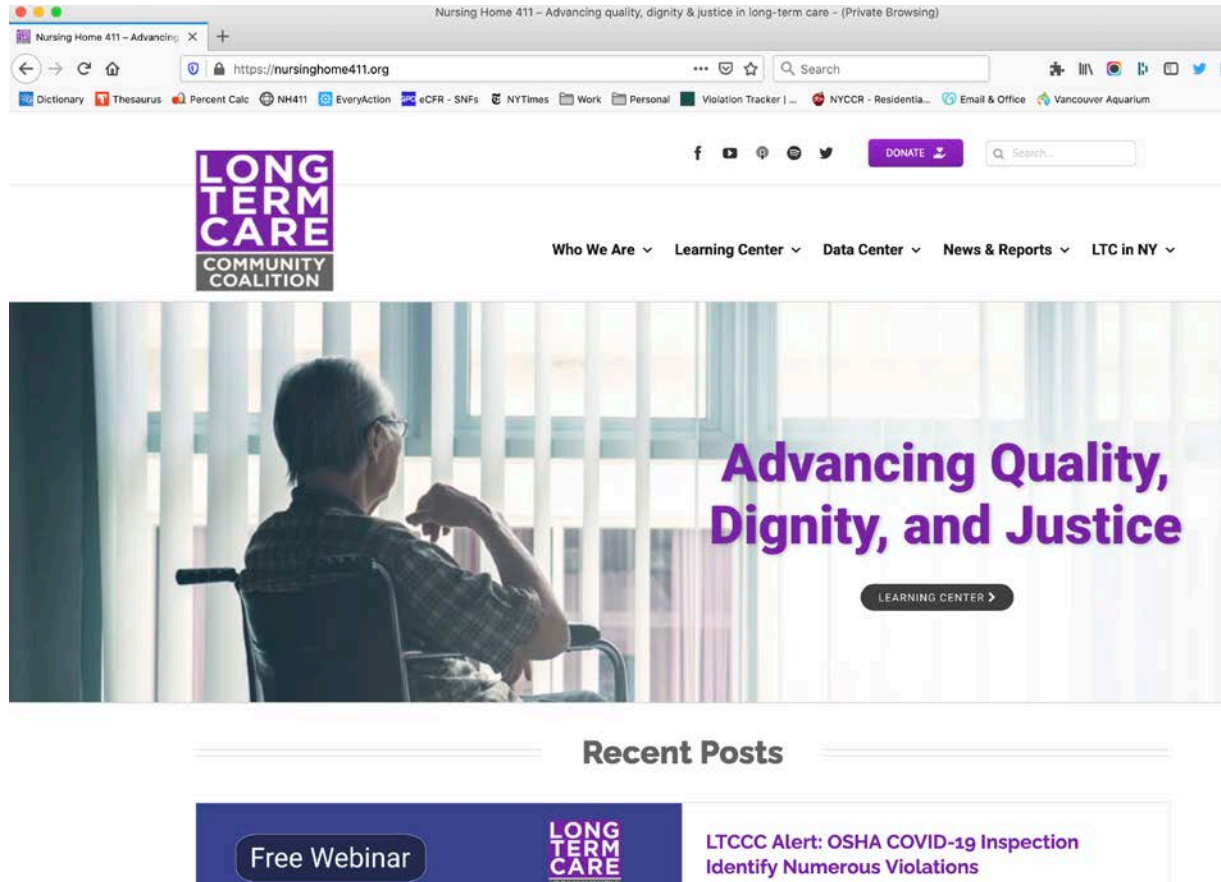 Nursing Home 411 – Advancing quality, dignity & justice in long-term care - (Private Browsing)
Nursing Home 411 – Advancing
https://nursinghome411.org
Search
Dictionary Thesaurus Percent Calc NH411 EveryAction eCFR - SNFs NYTimes Work Personal Violation Tracker | ... NYCCR - Residentia... Email & Office Vancouver Aquarium
DONATE
Search...
LONG
TERM
CARE
COMMUNITY
COALITION
Who We Are Learning Center Data Center News & Reports LTC in NY
Advancing Quality,
Dignity, and Justice
LEARNING CENTER
Recent Posts
Free Webinar
LONG
TERM
CARE
LTCCC Alert: OSHA COVID-19 Inspection
Identify Numerous Violations